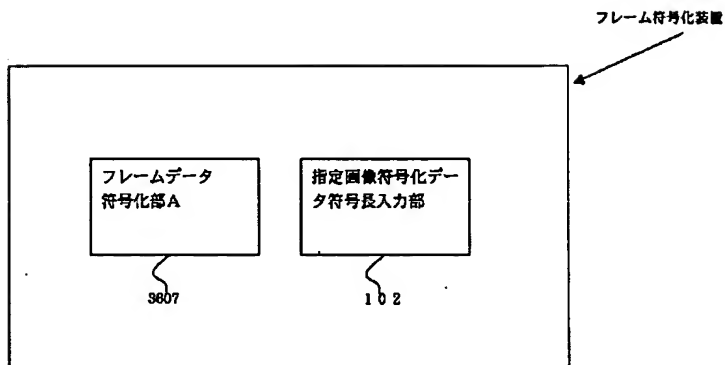 フレーム符号化装置
フレームデータ
符号化部A
指定画像符号化デー
タ符号長入力部
3607
102